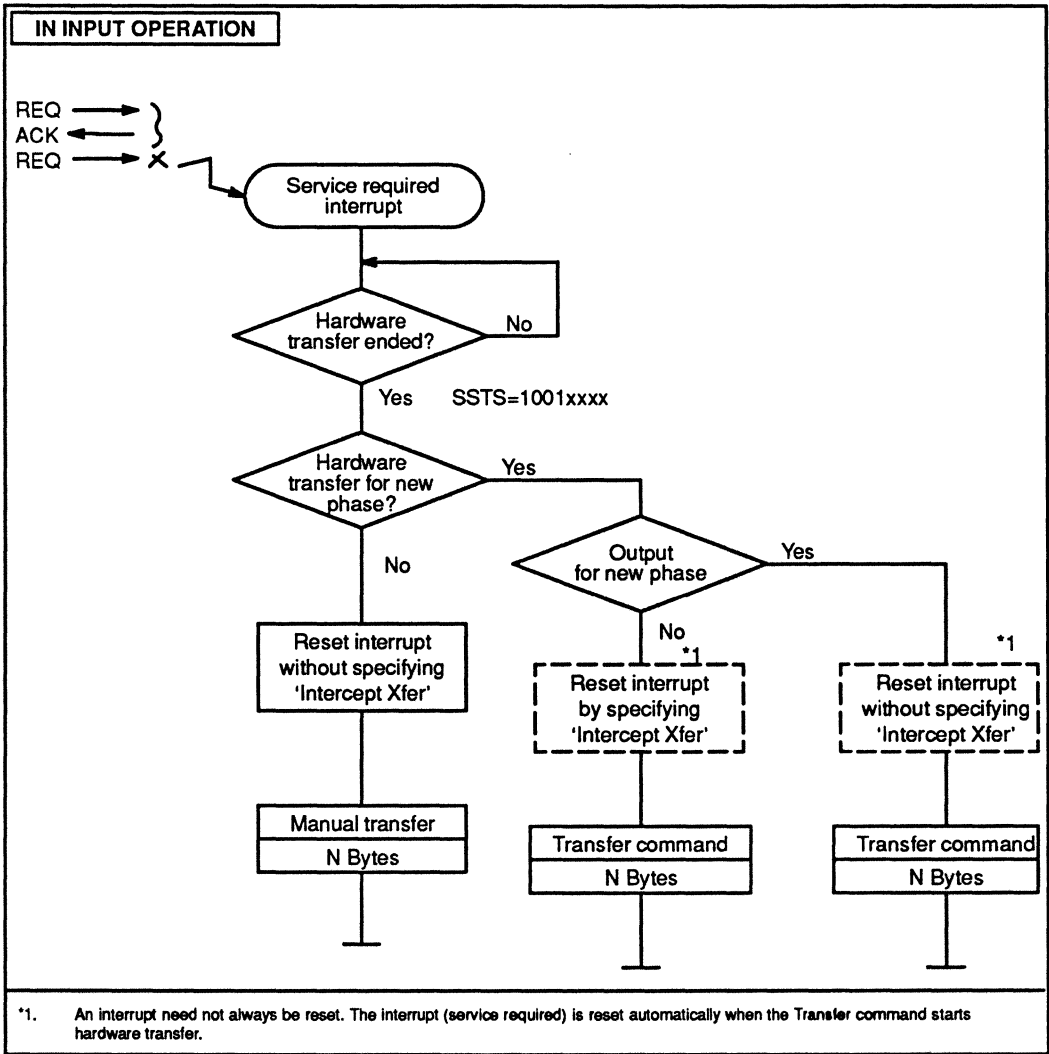 IN INPUT OPERATION
REQ
ACK
REQ
Service required
interrupt
Hardware
transfer ended?
No
Yes
SSTS=1001xxxx
Hardware
transfer for new
phase?
Yes
No
Output
for new phase
Yes
No
*1
*1
Reset interrupt
without specifying
‘Intercept Xfer’
Reset interrupt
by specifying
‘Intercept Xfer’
Reset interrupt
without specifying
‘Intercept Xfer’
Manual transfer
N Bytes
Transfer command
N Bytes
Transfer command
N Bytes
*1. An interrupt need not always be reset. The interrupt (service required) is reset automatically when the Transfer command starts
hardware transfer.